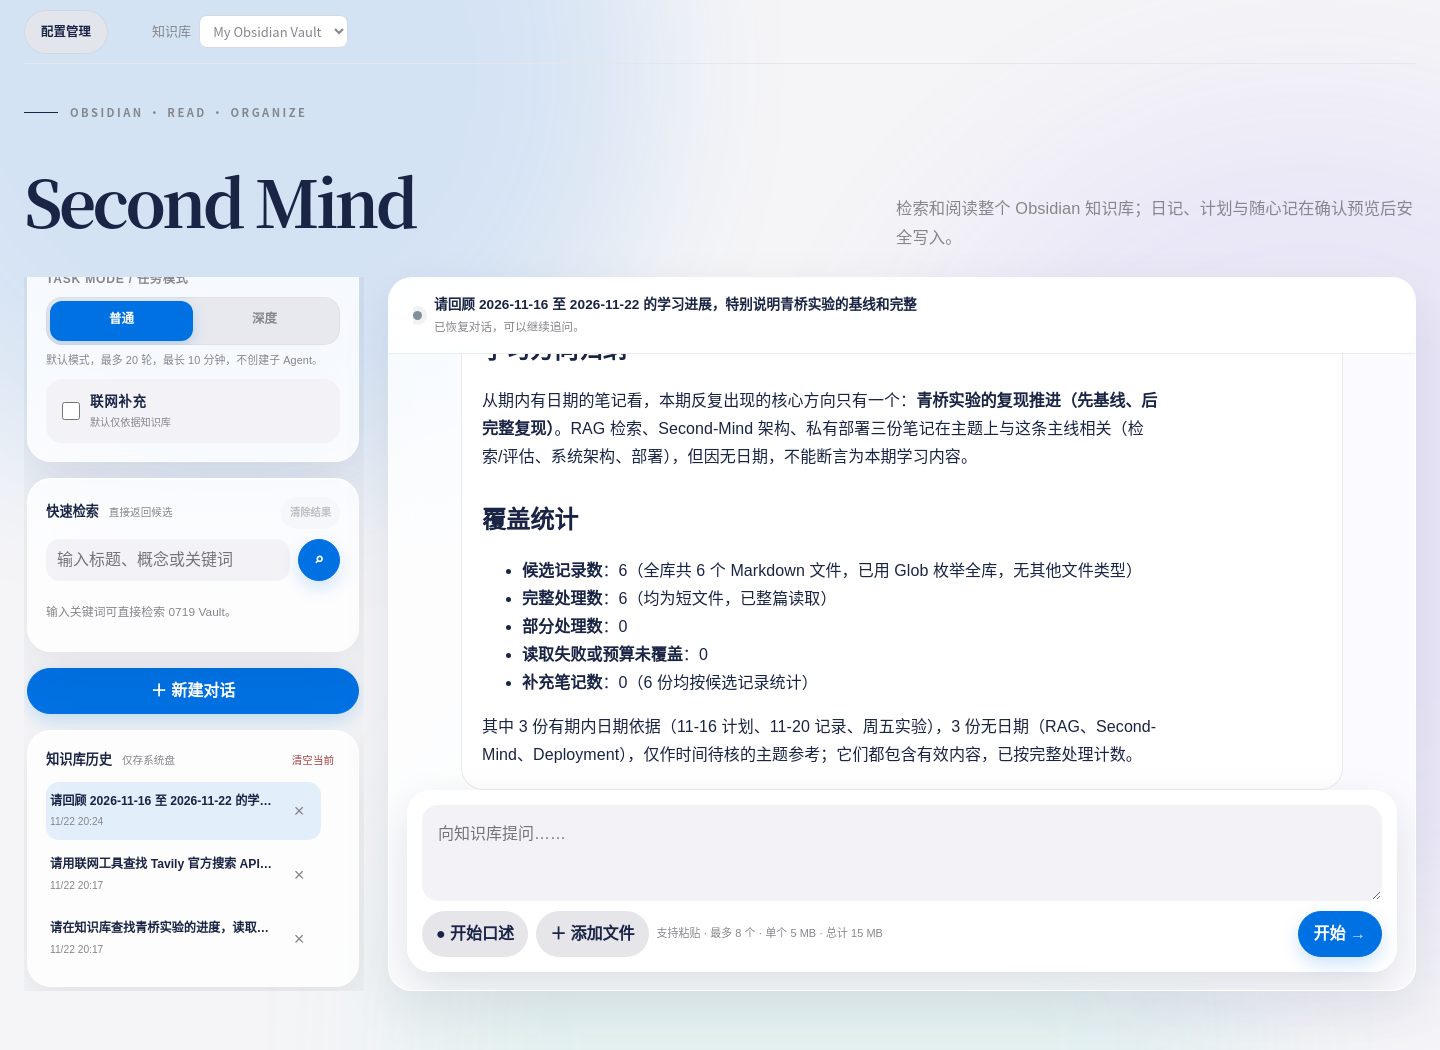 配置管理
知识库
My Obsidian Vault
OBSIDIAN • READ • ORGANIZE
Second Mind
检索和阅读整个 Obsidian 知识库；日记、计划与随心记在确认预览后安
全写入。
TASK MODE / 任务模式
普通
深度
默认模式，最多 20 轮，最长 10 分钟，不创建子 Agent。
联网补充
默认仅依据知识库
快速检索 直接返回候选
清除结果
输入标题、概念或关键词
输入关键词可直接检索 0719 Vault。
＋ 新建对话
知识库历史 仅存系统盘
清空当前
请回顾 2026-11-16 至 2026-11-22 的学...
11/22 20:24
×
请用联网工具查找 Tavily 官方搜索 API...
11/22 20:17
×
请在知识库查找青桥实验的进度，读取...
11/22 20:17
×
请回顾 2026-11-16 至 2026-11-22 的学习进展，特别说明青桥实验的基线和完整
已恢复对话，可以继续追问。
学习方向归纳
从期内有日期的笔记看，本期反复出现的核心方向只有一个：青桥实验的复现推进（先基线、后
完整复现）。RAG 检索、Second-Mind 架构、私有部署三份笔记在主题上与这条主线相关（检
索/评估、系统架构、部署），但因无日期，不能断言为本期学习内容。
覆盖统计
• 候选记录数：6（全库共 6 个 Markdown 文件，已用 Glob 枚举全库，无其他文件类型）
• 完整处理数：6（均为短文件，已整篇读取）
• 部分处理数：0
• 读取失败或预算未覆盖：0
• 补充笔记数：0（6 份均按候选记录统计）
其中 3 份有期内日期依据（11-16 计划、11-20 记录、周五实验），3 份无日期（RAG、Second-
Mind、Deployment），仅作时间待核的主题参考；它们都包含有效内容，已按完整处理计数。
向知识库提问……
● 开始口述
＋ 添加文件
支持粘贴 · 最多 8 个 · 单个 5 MB · 总计 15 MB
开始 →